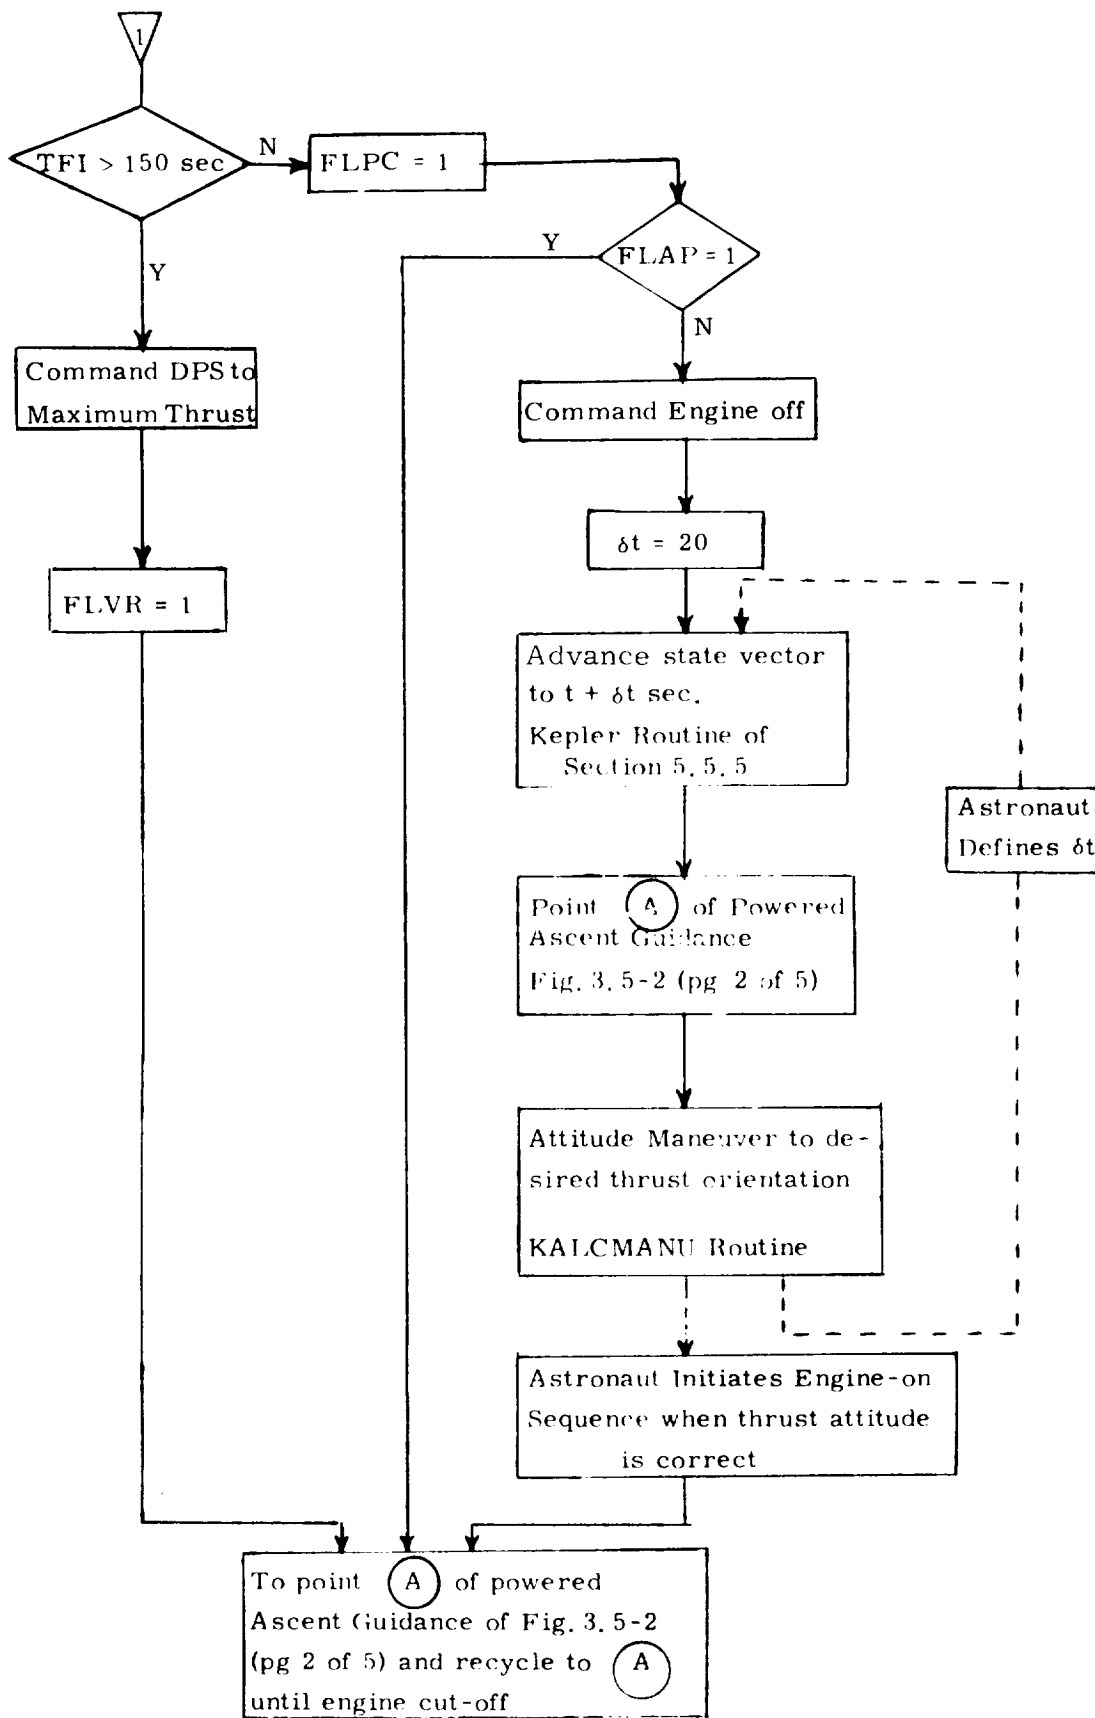 1
TFI > 150 sec
N
FLPC = 1
Y
FLAP = 1
Y
N
Command DPS to
Maximum Thrust
Command Engine off
δt = 20
FLVR = 1
Advance state vector
to t + δt sec.
Kepler Routine of
Section 5.5.5
Astronaut
Defines δt
Point A of Powered
Ascent Guidance
Fig. 3.5-2 (pg 2 of 5)
Attitude Maneuver to de-
sired thrust orientation
KALCMANU Routine
Astronaut Initiates Engine-on
Sequence when thrust attitude
is correct
To point A of powered
Ascent Guidance of Fig. 3.5-2
(pg 2 of 5) and recycle to A
until engine cut-off